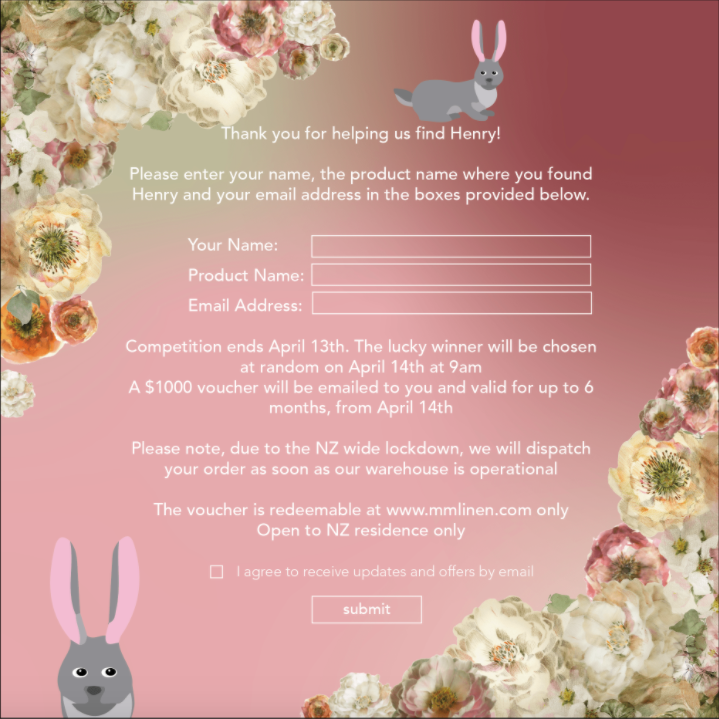 Thank you for helping us find Henry!
Please enter your name, the product name where you found
Henry and your email address in the boxes provided below.
Your Name:
Product Name:
Email Address:
Competition ends April 13th. The lucky winner will be chosen
at random on April 14th at 9am
A $1000 voucher will be emailed to you and valid for up to 6
months, from April 14th
Please note, due to the NZ wide lockdown, we will dispatch
your order as soon as our warehouse is operational
The voucher is redeemable at www.mmlinen.com only
Open to NZ residence only
I agree to receive updates and offers by email
submit